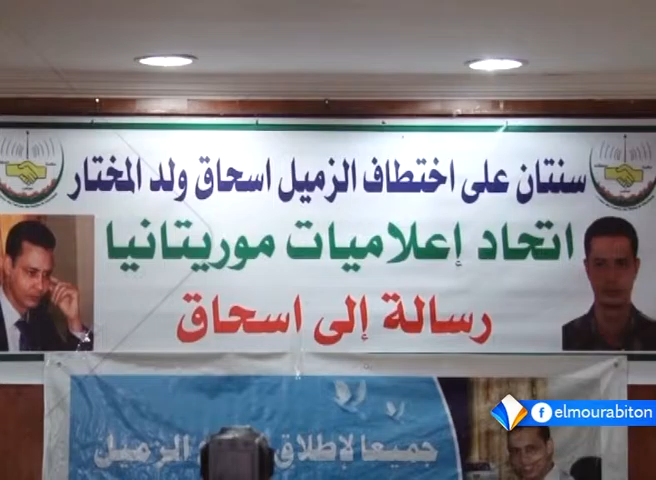 سنتان على اختطاف الزميل اسحاق ولد المختار
اتحاد إعلاميات موريتانيا
رسالة إلى اسحاق
elmourabiton
جميعا لإطلاق الزميل